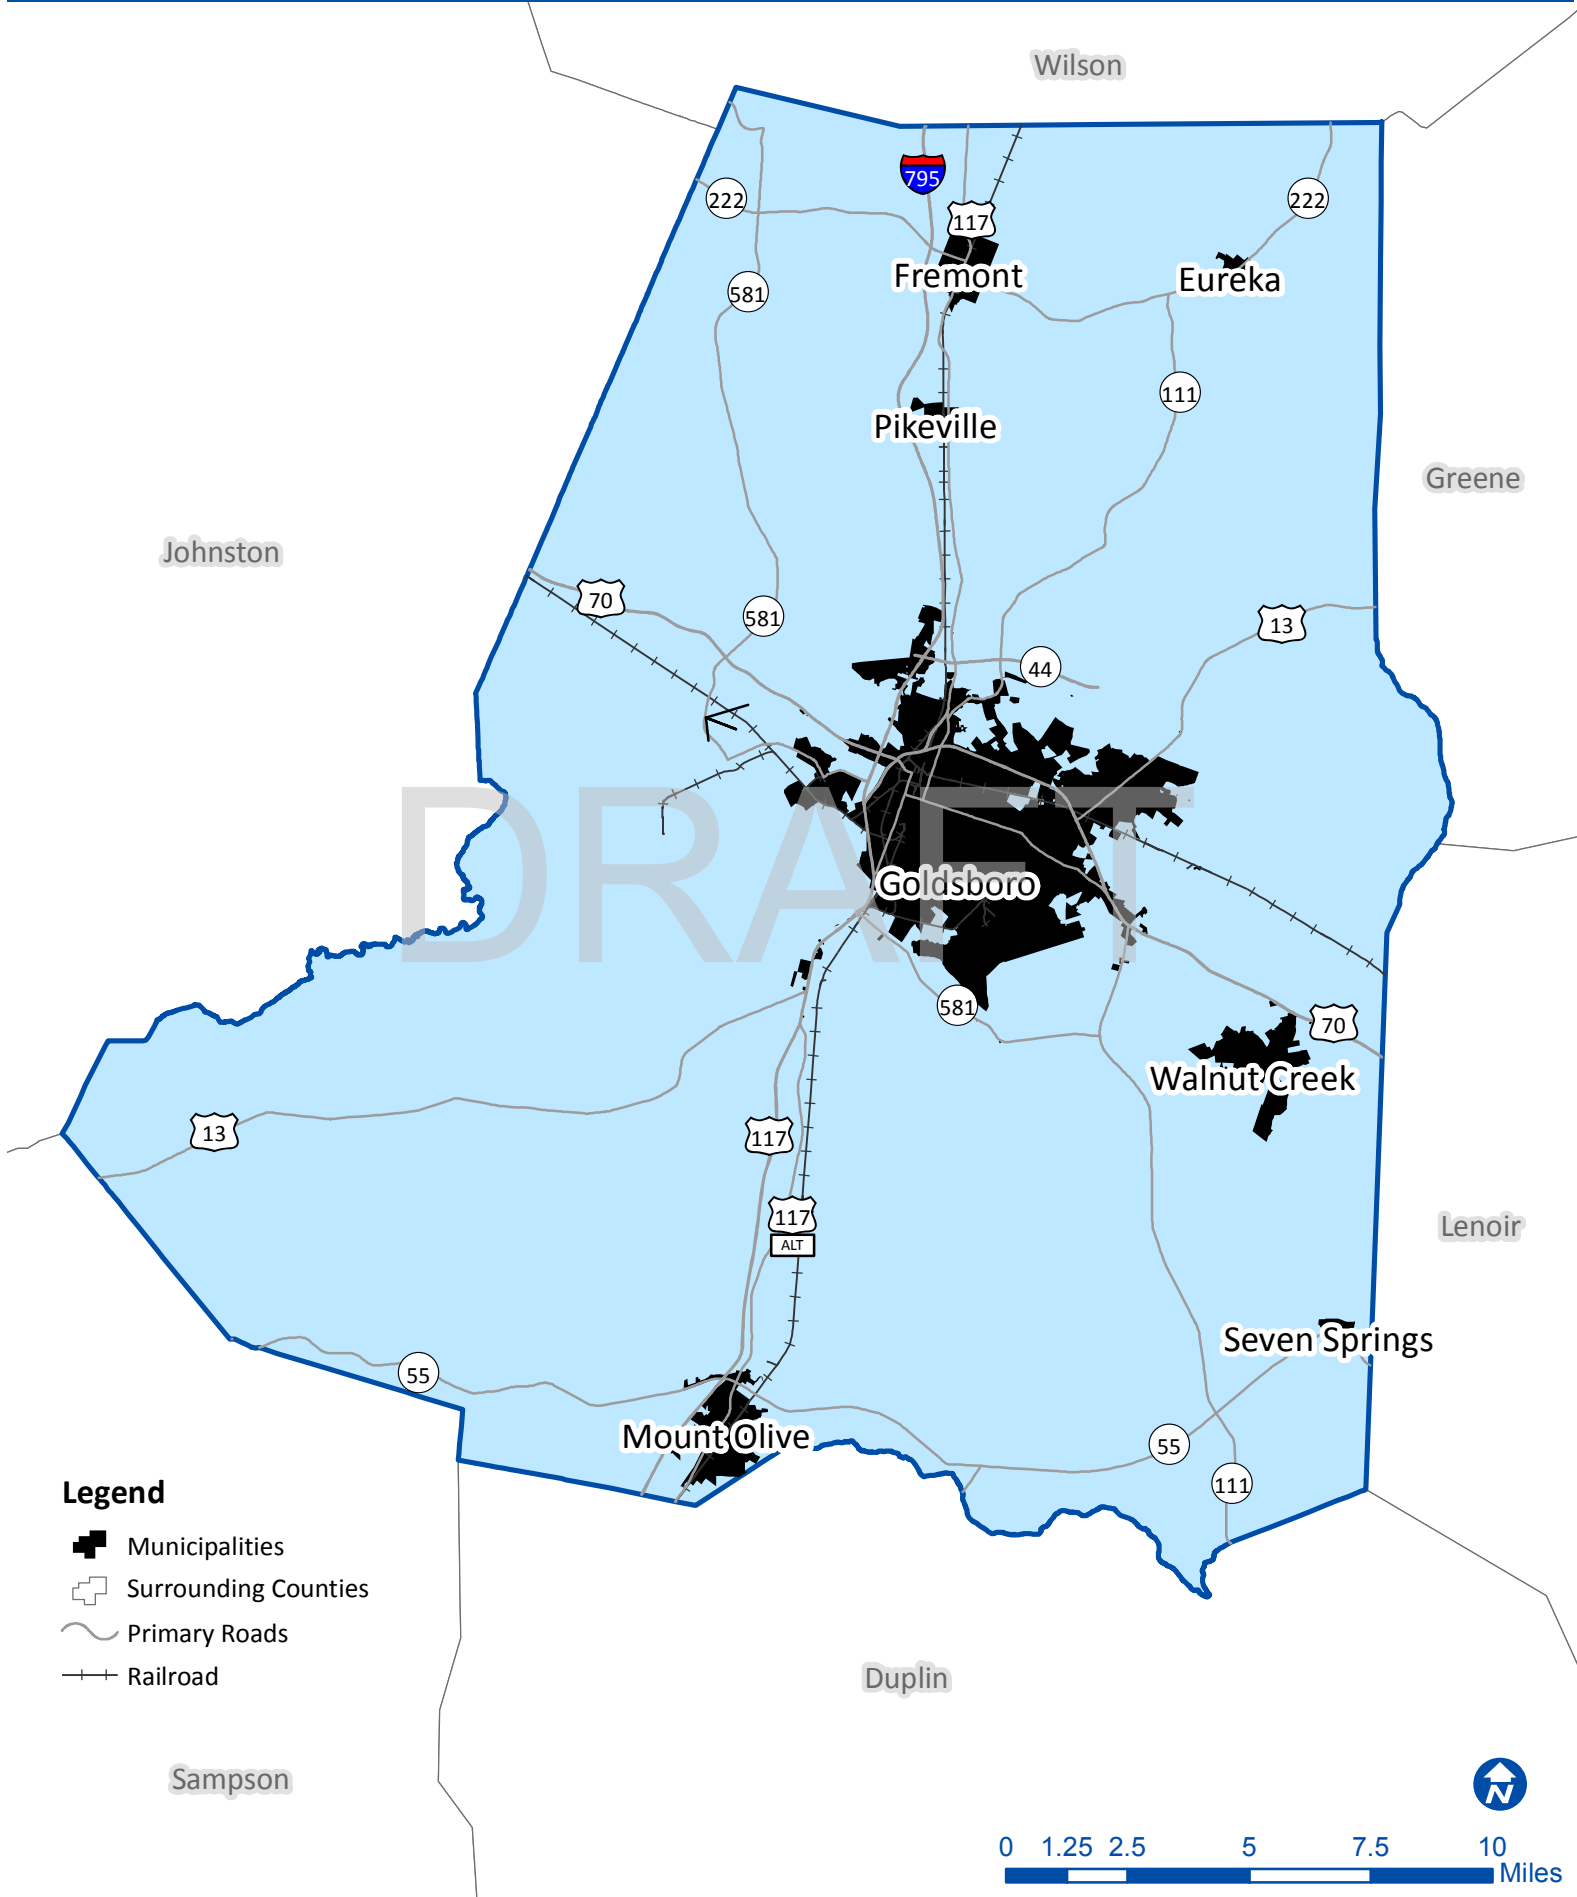 Wilson
795
222
222
117
Fremont
Eureka
581
111
Pikeville
Greene
Johnston
70
581
13
44
DRAFT
Goldsboro
581
70
Walnut Creek
13
117
117
ALT
Lenoir
Seven Springs
55
Mount Olive
55
111
Legend
Municipalities
Surrounding Counties
Primary Roads
Railroad
Duplin
Sampson
N
0 1.25 2.5 5 7.5 10
Miles